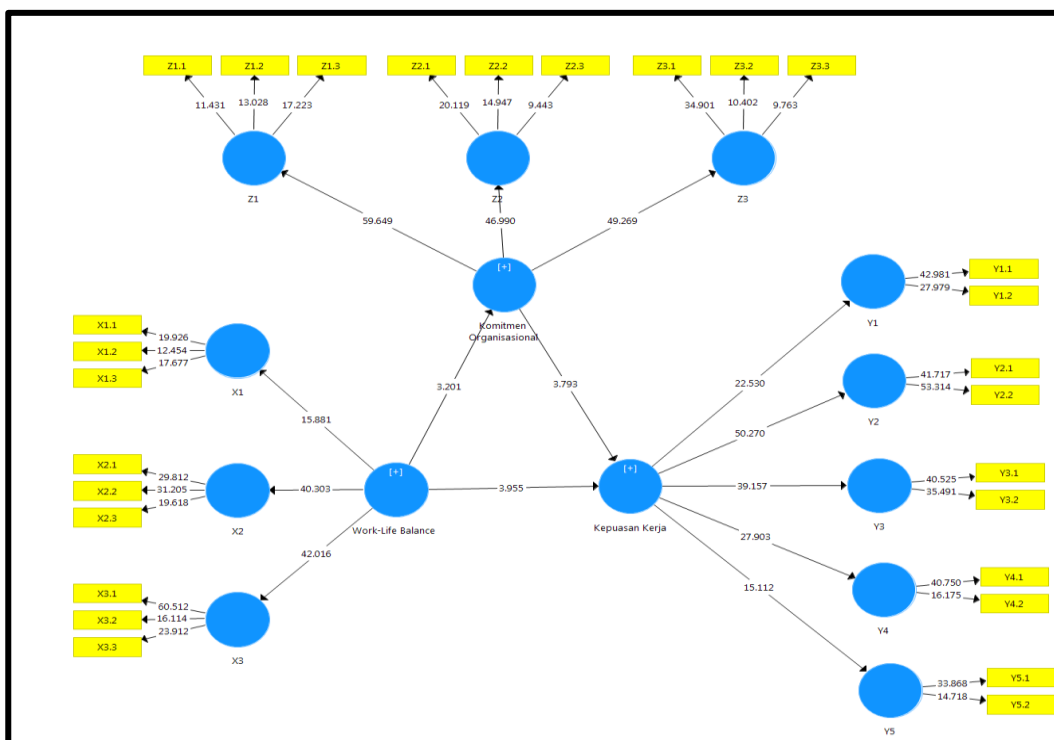 Z1.1
Z1.2
Z1.3
Z2.1
Z2.2
Z2.3
Z3.1
Z3.2
Z3.3
11.431
13.028
17.223
20.119
14.947
9.443
34.901
10.402
9.763
Z1
Z2
Z3
59.649
46.990
49.269
[+]
Komitmen
Organisasional
Y1.1
Y1.2
42.981
27.979
Y1
X1.1
X1.2
X1.3
19.926
12.454
17.677
X1
3.201
3.793
22.530
Y2.1
Y2.2
41.717
53.314
Y2
15.881
50.270
X2.1
X2.2
X2.3
29.812
31.205
19.618
X2
40.303
[+]
Work-Life Balance
3.955
[+]
Kepuasan Kerja
39.157
Y3.1
Y3.2
40.525
35.491
Y3
42.016
27.903
15.112
X3.1
X3.2
X3.3
60.512
16.114
23.912
X3
Y4.1
Y4.2
40.750
16.175
Y4
Y5.1
Y5.2
33.868
14.718
Y5